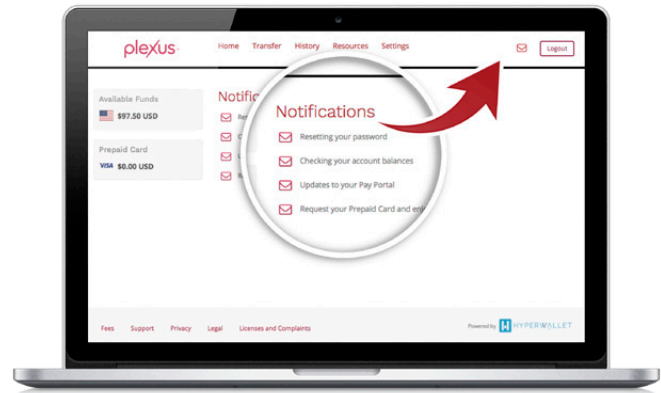 plexus
Home Transfer History Resources Settings
Logout
Available Funds
$97.50 USD
Prepaid Card
VISA $0.00 USD
Notific
Notifications
Resetting your password
Checking your account balances
Updates to your Pay Portal
Request your Prepaid Card and enj
Fees Support Privacy Legal Licenses and Complaints
Powered by HYPERWALLET